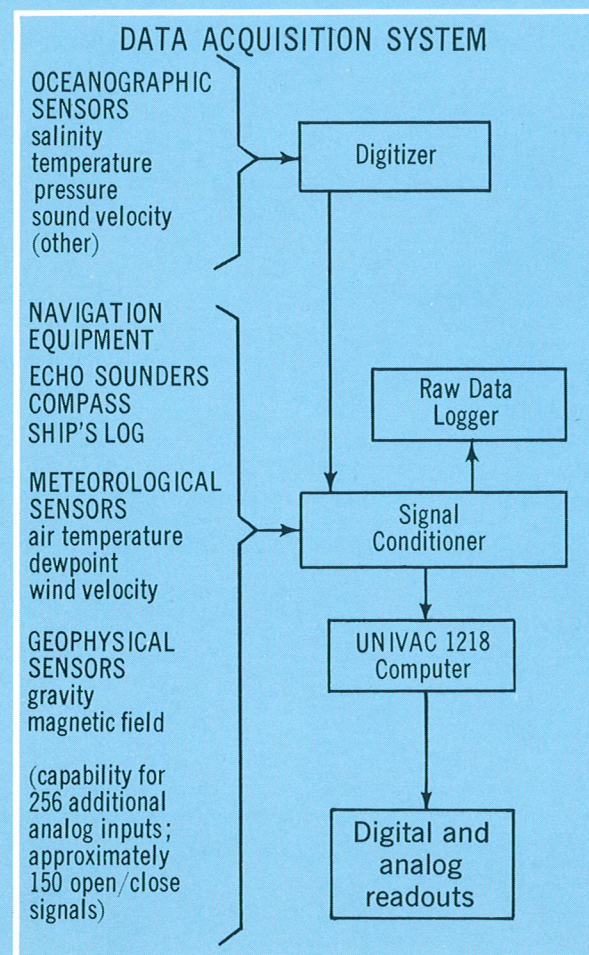 DATA ACQUISITION SYSTEM
OCEANOGRAPHIC
SENSORS
salinity
temperature
pressure
sound velocity
(other)
Digitizer
NAVIGATION
EQUIPMENT
ECHO SOUNDERS
COMPASS
SHIP'S LOG
METEOROLOGICAL
SENSORS
air temperature
dewpoint
wind velocity
GEOPHYSICAL
SENSORS
gravity
magnetic field
(capability for
256 additional
analog inputs;
approximately
150 open/close
signals)
Raw Data
Logger
Signal
Conditioner
UNIVAC 1218
Computer
Digital and
analog
readouts